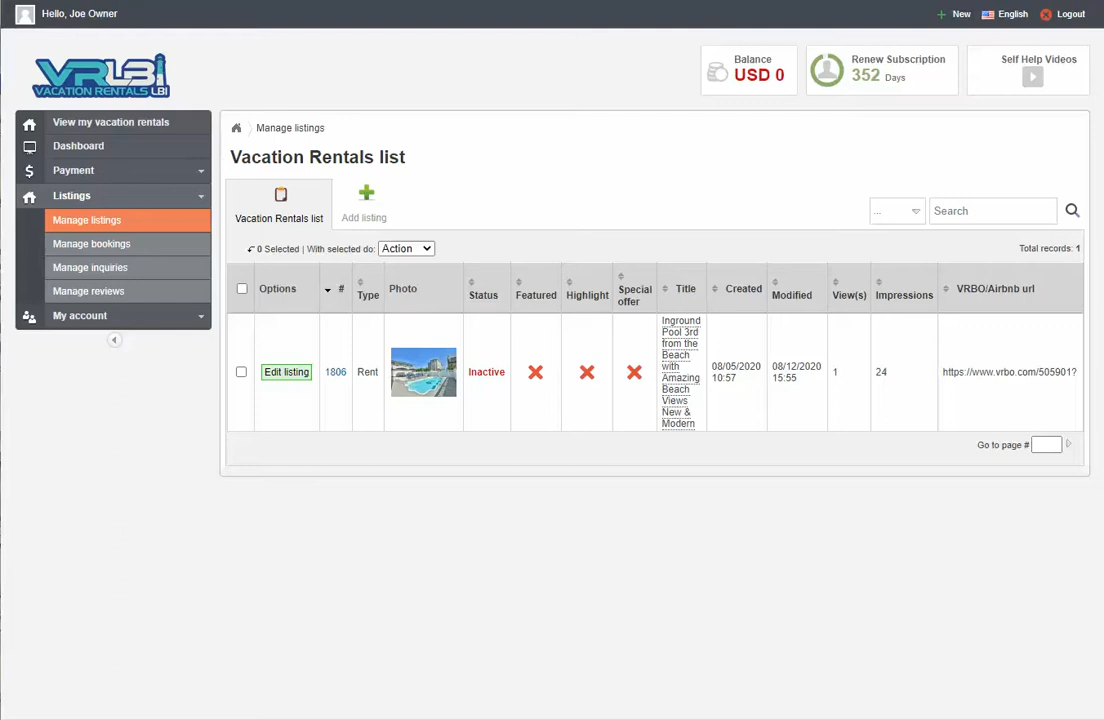 Hello, Joe Owner
New
English
Logout
VRLBI
VACATION RENTALS LBI
Balance
USD 0
Renew Subscription
352 Days
Self Help Videos
View my vacation rentals
Dashboard
Payment
Listings
Manage listings
Manage bookings
Manage inquiries
Manage reviews
My account
Manage listings
Vacation Rentals list
Vacation Rentals list
Add listing
...
Search
0 Selected | With selected do: Action
Total records: 1
Options
#
Type
Photo
Status
Featured
Highlight
Special
offer
Title
Created
Modified
View(s)
Impressions
VRBO/Airbnb url
Edit listing
1806
Rent
Inactive
Inground
Pool 3rd
from the
Beach
with
Amazing
Beach
Views
New &
Modern
08/05/2020
10:57
08/12/2020
15:55
1
24
https://www.vrbo.com/505901?
Go to page #